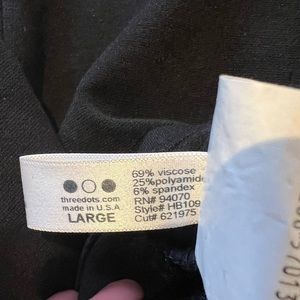 threedots.com
made in U.S.A.
LARGE
69% viscose
25%polyamide
6% spandex
RN# 94070
Style# HB109
Cut# 621975